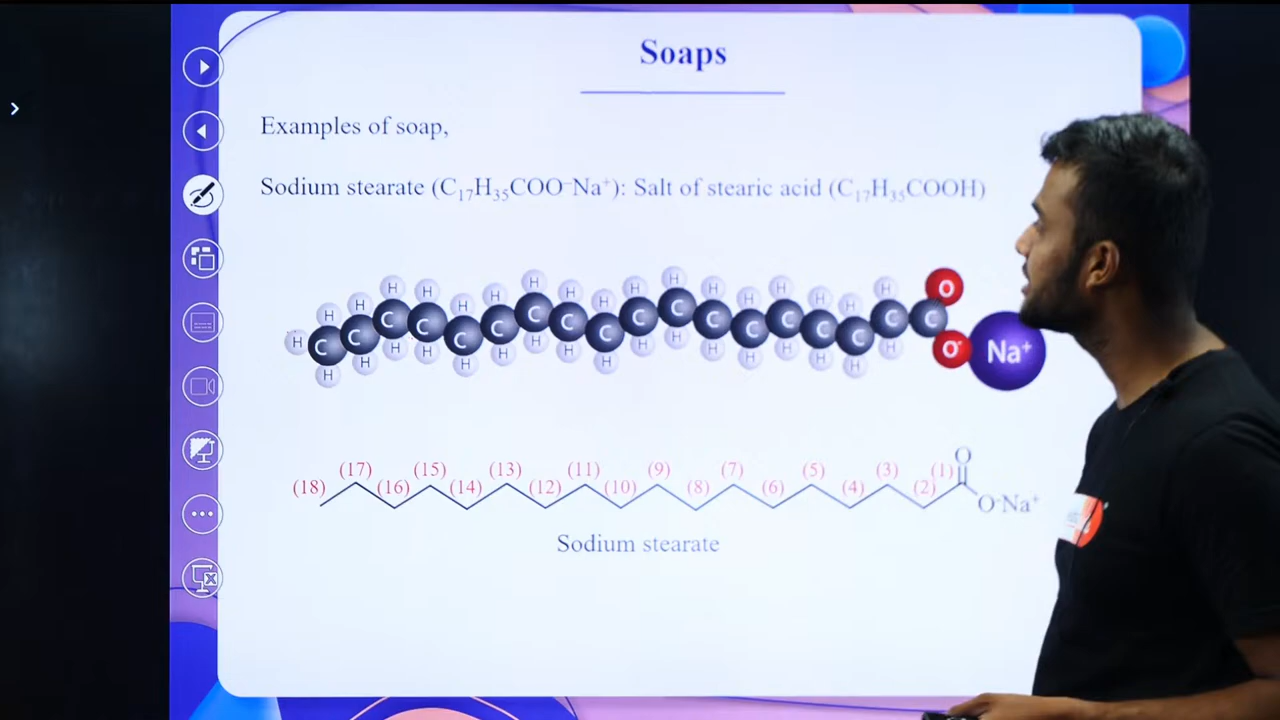 Soaps
Examples of soap,
Sodium stearate (C₁₇H₃₅COO⁻Na⁺): Salt of stearic acid (C₁₇H₃₅COOH)
H H H H H H H H H H H H H H H H H H
C C C C C C C C C C C C C C C C C C O
H H H H H H H H H H H H H H H H H O⁻ Na⁺
(18) (17) (16) (15) (14) (13) (12) (11) (10) (9) (8) (7) (6) (5) (4) (3) (2) (1) O
O⁻Na⁺
Sodium stearate